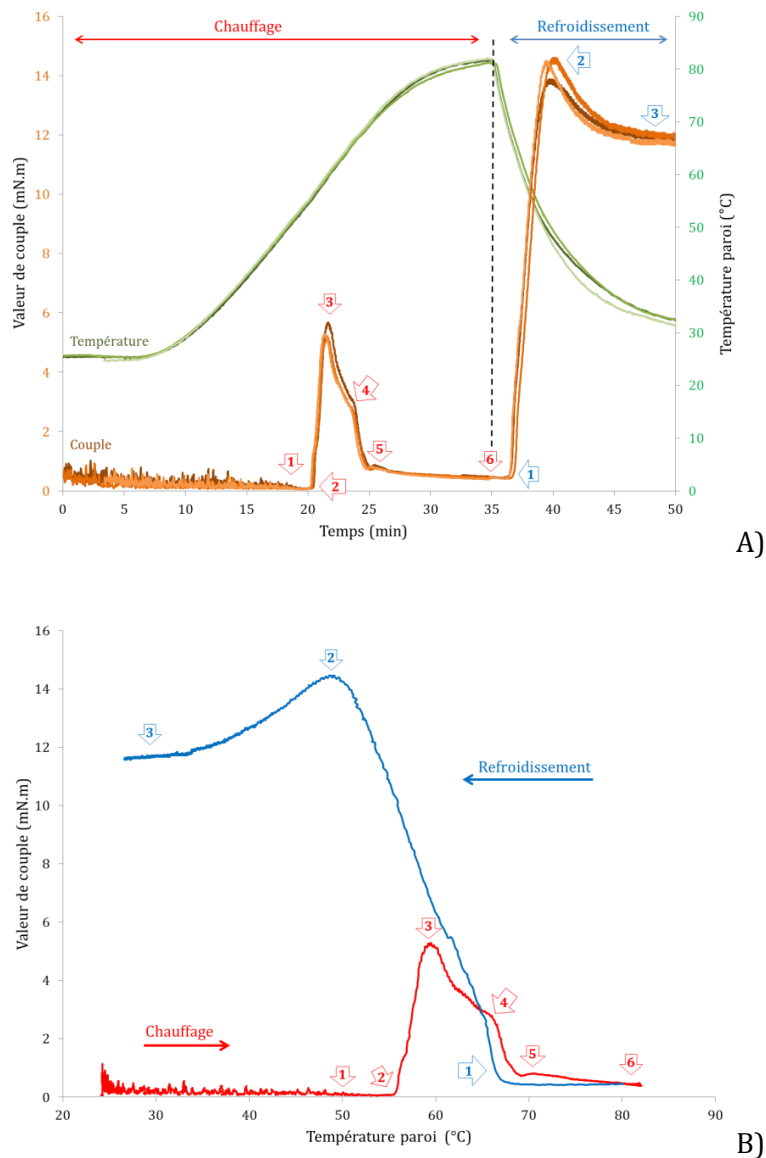 Chauffage Refroidissement
16 90
14 80
12 70
10 60
8 50
6 40
4 30
2 20
0 10
0
Valeur de couple (mN.m)
Température paroi (°C)
Température
Couple
1 2 3 4 5 6
1 2 3
0 5 10 15 20 25 30 35 40 45 50
Temps (min)
A)
16
14
12
10
8
6
4
2
0
Valeur de couple (mN.m)
2
3
Refroidissement
3
4
Chauffage
1 2 1 5 6
20 30 40 50 60 70 80 90
Température paroi (°C)
B)